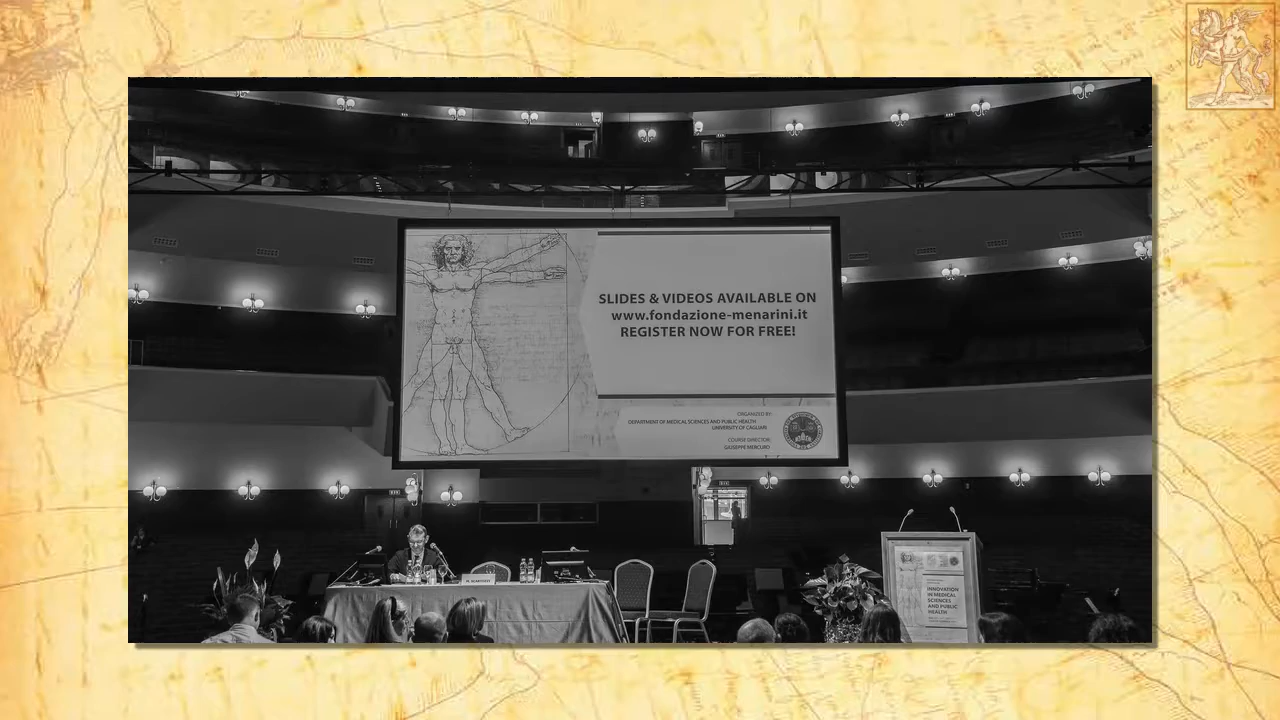 SLIDES & VIDEOS AVAILABLE ON
www.fondazione-menarini.it
REGISTER NOW FOR FREE!
ORGANIZED BY:
DEPARTMENT OF MEDICAL SCIENCES AND PUBLIC HEALTH
UNIVERSITY OF CAGLIARI
COURSE DIRECTOR:
GIUSEPPE MERCURO
INNOVATION
IN MEDICAL
SCIENCES
AND PUBLIC
HEALTH